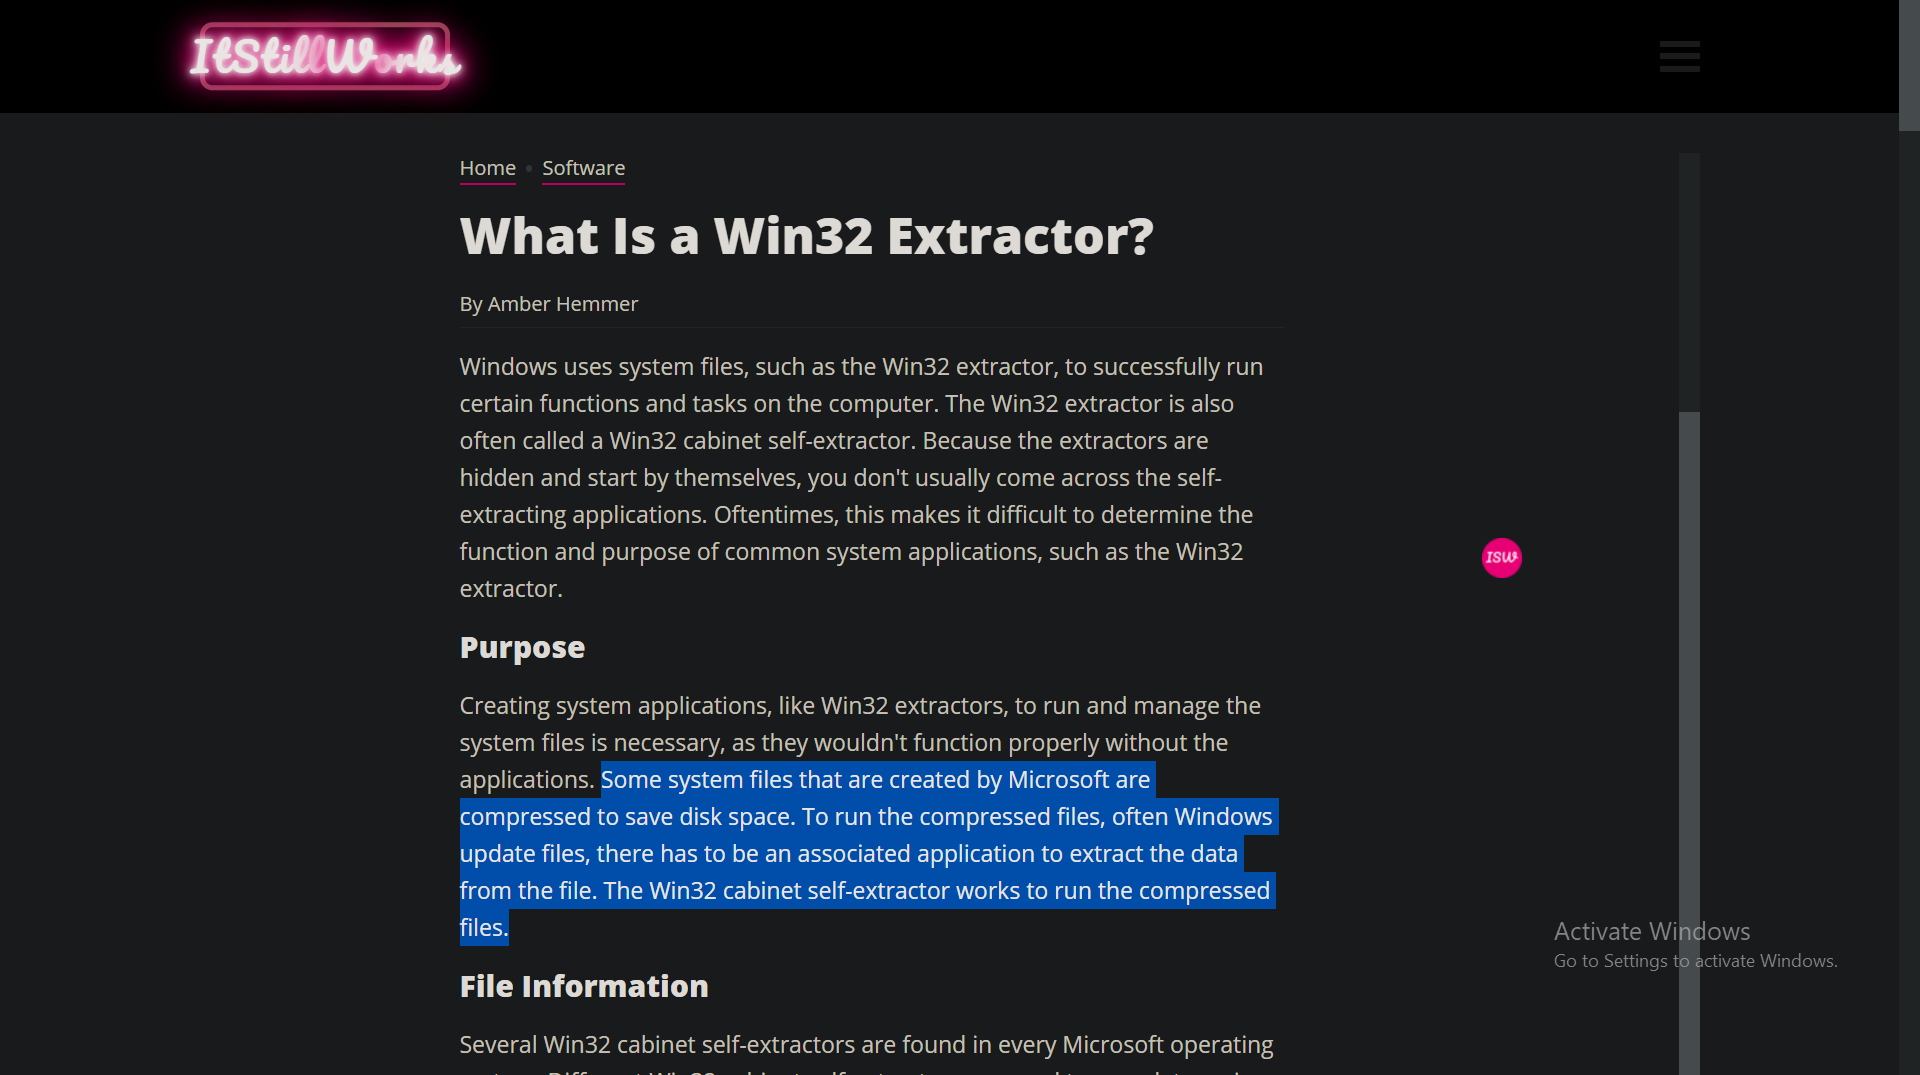 ItStillWorks
Home • Software
What Is a Win32 Extractor?
By Amber Hemmer
Windows uses system files, such as the Win32 extractor, to successfully run
certain functions and tasks on the computer. The Win32 extractor is also
often called a Win32 cabinet self-extractor. Because the extractors are
hidden and start by themselves, you don't usually come across the self-
extracting applications. Oftentimes, this makes it difficult to determine the
function and purpose of common system applications, such as the Win32
extractor.
ISW
Purpose
Creating system applications, like Win32 extractors, to run and manage the
system files is necessary, as they wouldn't function properly without the
applications. Some system files that are created by Microsoft are
compressed to save disk space. To run the compressed files, often Windows
update files, there has to be an associated application to extract the data
from the file. The Win32 cabinet self-extractor works to run the compressed
files.
Activate Windows
Go to Settings to activate Windows.
File Information
Several Win32 cabinet self-extractors are found in every Microsoft operating